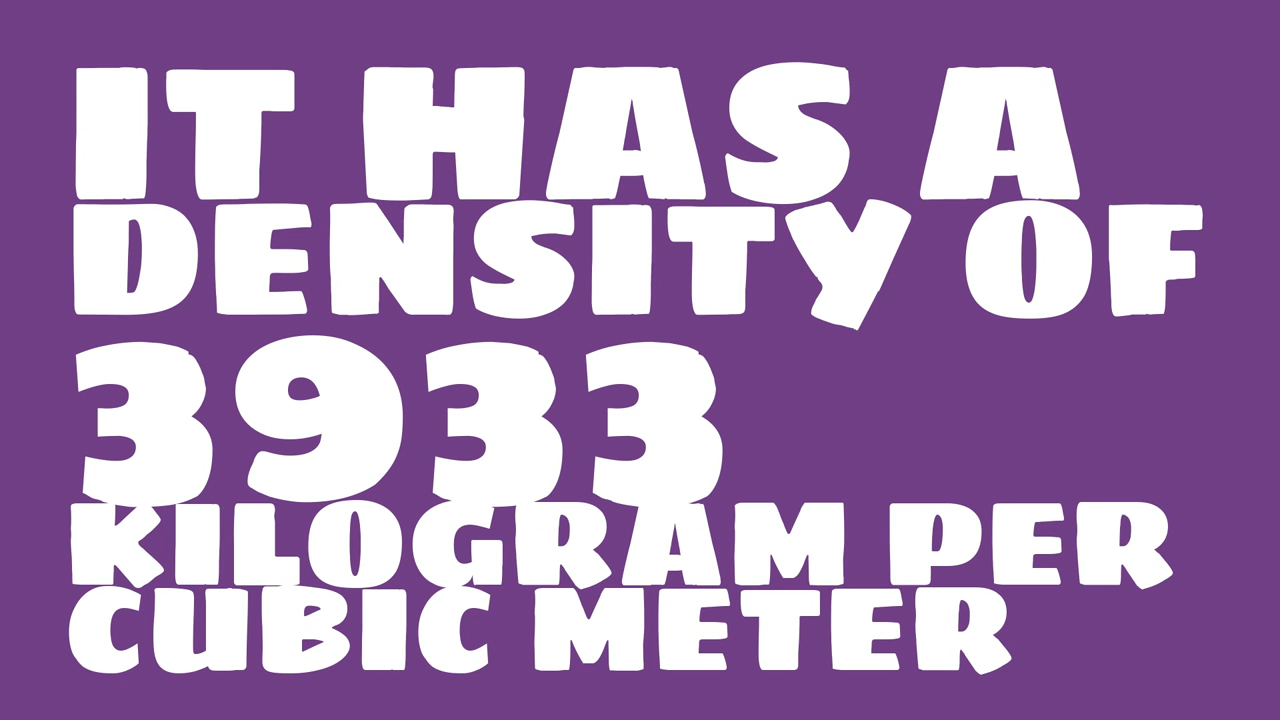 IT HAS A
DENSITY OF
3933
KILOGRAM PER
CUBIC METER